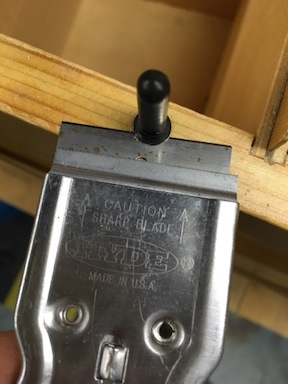 CAUTION
SHARP BLADE
HYDE ®
MADE IN U.S.A.